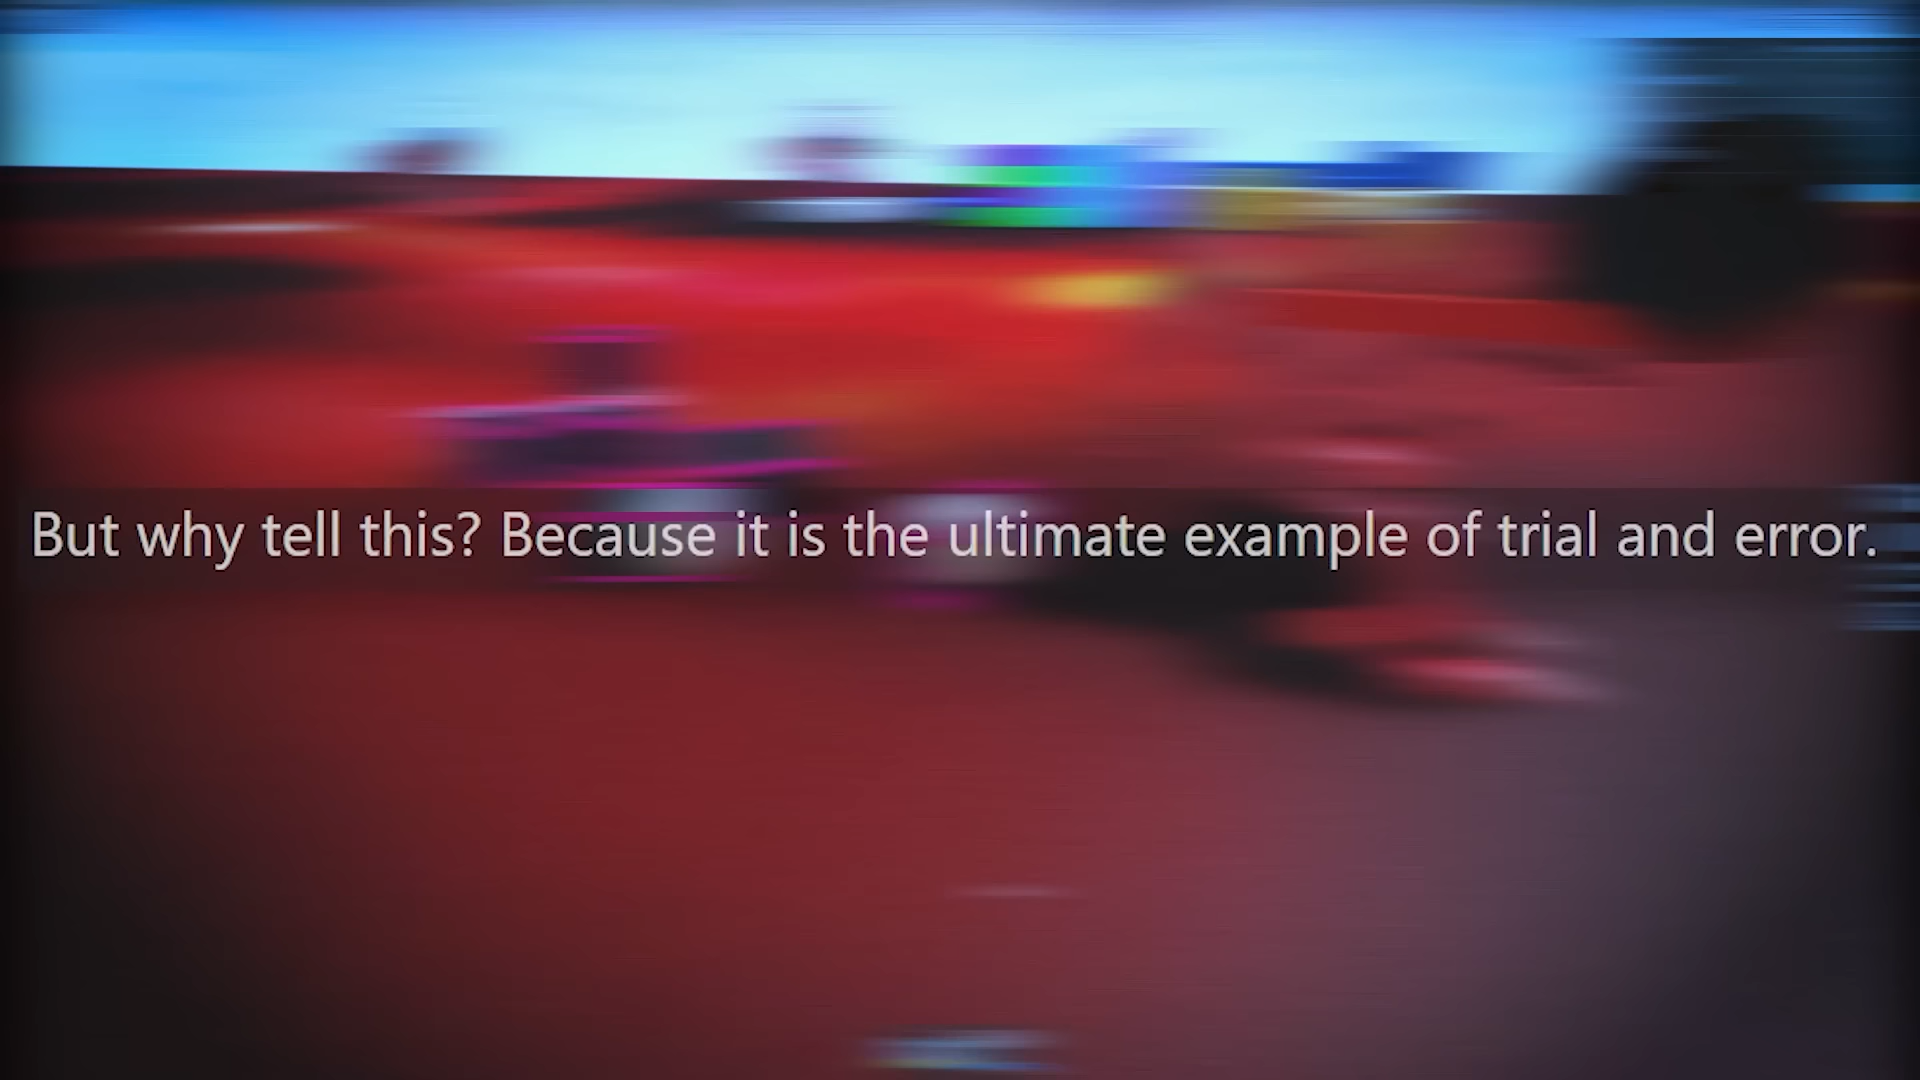 But why tell this? Because it is the ultimate example of trial and error.